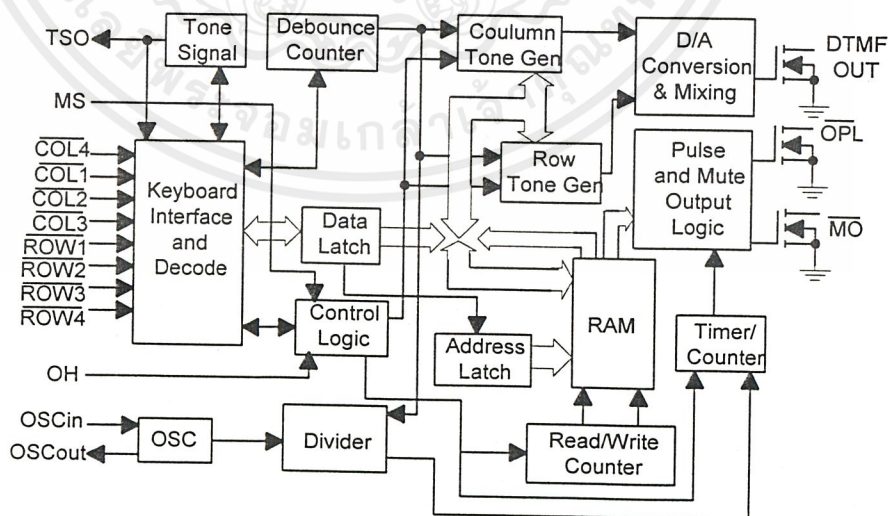 TSO
Tone
Signal
Debounce
Counter
Coulumn
Tone Gen
D/A
Conversion
& Mixing
DTMF
OUT
MS
COL4
COL1
COL2
COL3
ROW1
ROW2
ROW3
ROW4
Keyboard
Interface
and
Decode
Data
Latch
Row
Tone Gen
Pulse
and Mute
Output
Logic
OPL
MO
Control
Logic
Address
Latch
RAM
Timer/
Counter
OH
OSCin
OSCout
OSC
Divider
Read/Write
Counter